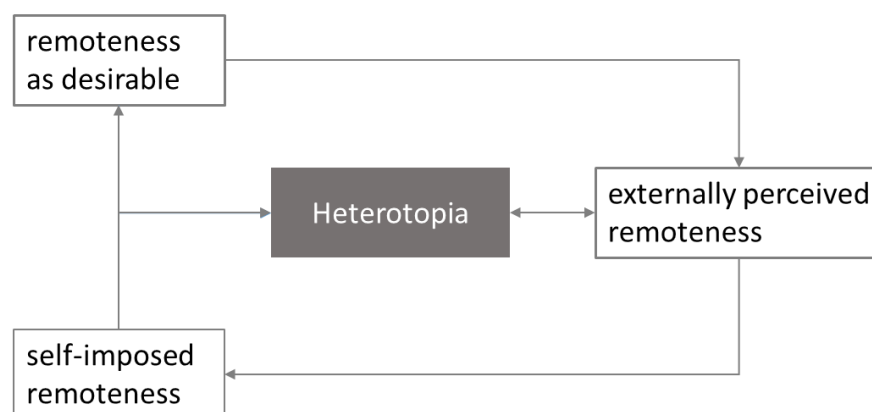 remoteness
as desirable
Heterotopia
externally perceived
remoteness
self-imposed
remoteness